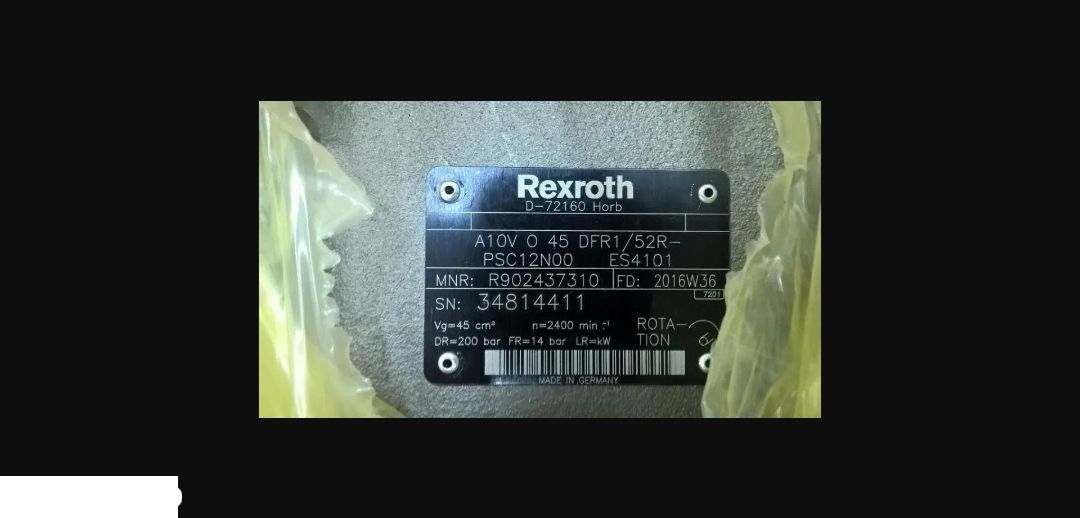 Rexroth
D-72160 Horb
A10V O 45 DFR1/52R-
PSC12N00 ES4101
MNR: R902437310 FD: 2016W36
7201
SN: 34814411
Vg=45 cm³ n=2400 min⁻¹
DR=200 bar FR=14 bar LR=kW
ROTA-
TION
MADE IN GERMANY